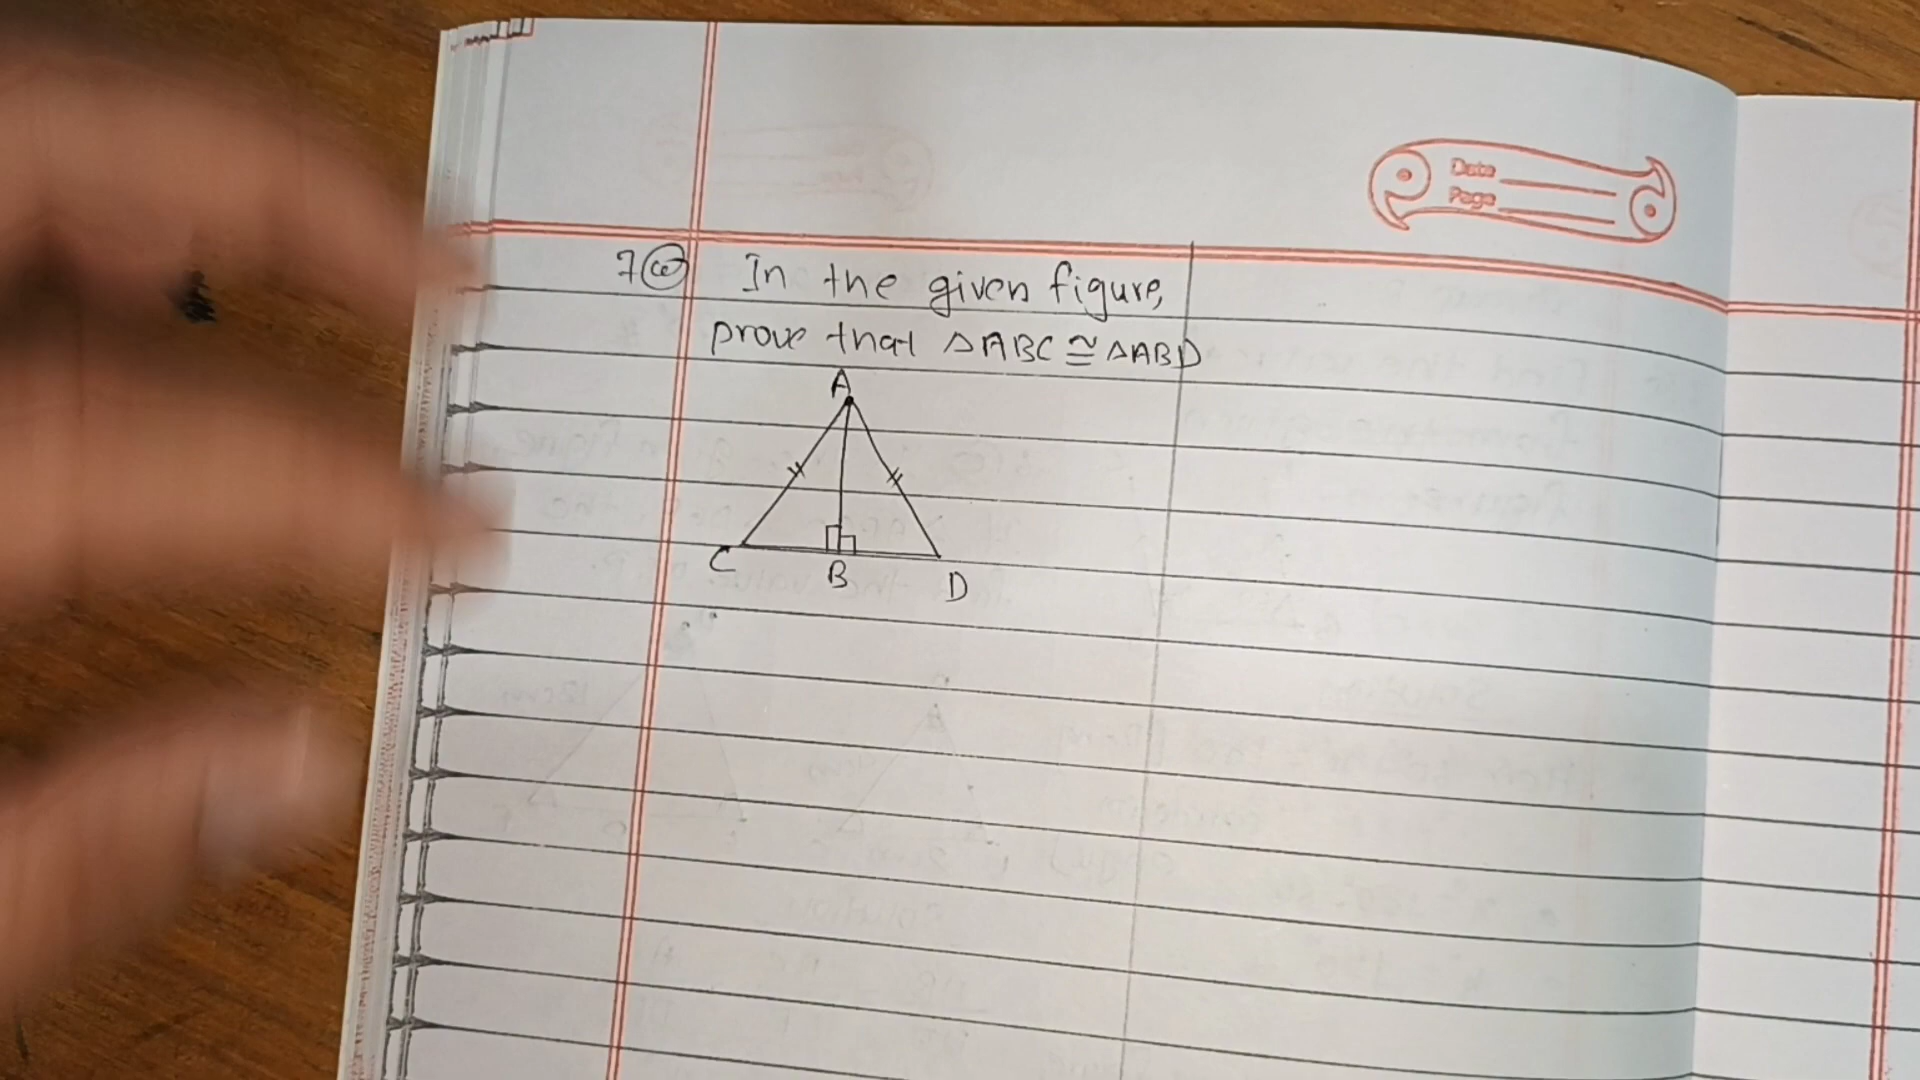 Date
Page
7(a) In the given figure,
prove that △ABC ≅ △ABD
A
C
B
D